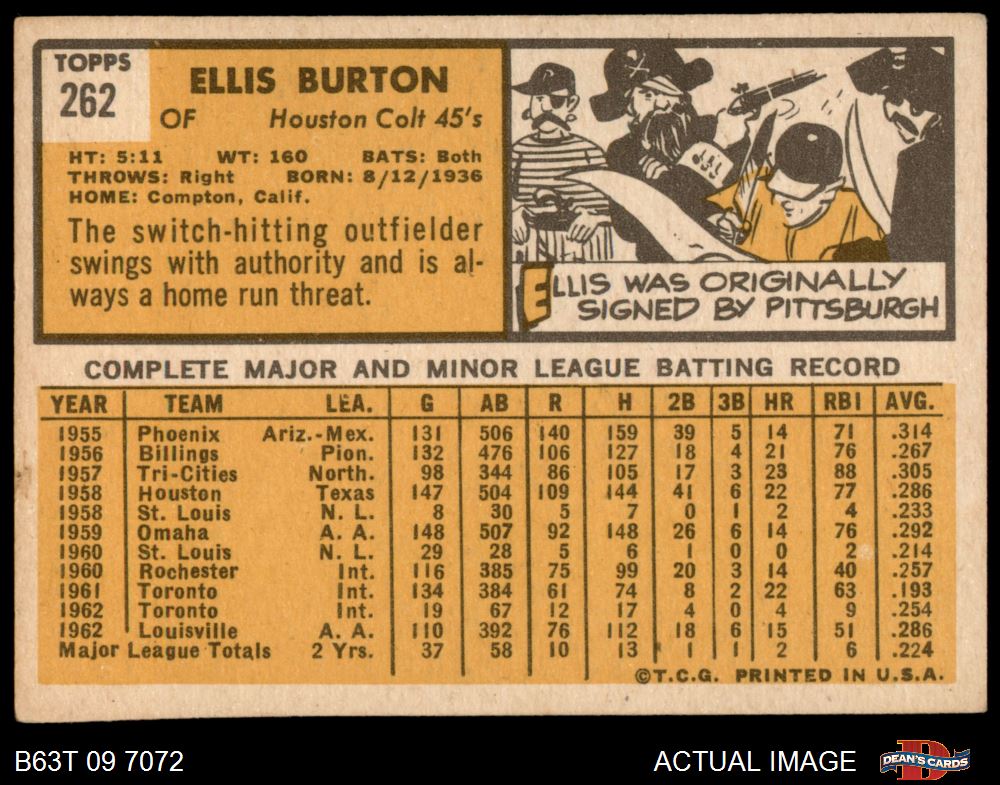 TOPPS
262
ELLIS BURTON
OF Houston Colt 45's
HT: 5:11 WT: 160 BATS: Both
THROWS: Right BORN: 8/12/1936
HOME: Compton, Calif.
The switch-hitting outfielder
swings with authority and is al-
ways a home run threat.
ELLIS WAS ORIGINALLY
SIGNED BY PITTSBURGH
COMPLETE MAJOR AND MINOR LEAGUE BATTING RECORD
YEAR TEAM LEA. G AB R H 2B 3B HR RBI AVG.
1955 Phoenix Ariz.-Mex. 131 506 140 159 39 5 14 71 .314
1956 Billings Pion. 132 476 106 127 18 4 21 76 .267
1957 Tri-Cities North. 98 344 86 105 17 3 23 88 .305
1958 Houston Texas 147 504 109 144 41 6 22 77 .286
1958 St. Louis N. L. 8 30 5 7 0 1 2 4 .233
1959 Omaha A. A. 148 507 92 148 26 6 14 76 .292
1960 St. Louis N. L. 29 28 5 6 1 0 0 2 .214
1960 Rochester Int. 116 385 75 99 20 3 14 40 .257
1961 Toronto Int. 134 384 61 74 8 2 22 63 .193
1962 Toronto Int. 19 67 12 17 4 0 4 9 .254
1962 Louisville A. A. 110 392 76 112 18 6 15 51 .286
Major League Totals 2 Yrs. 37 58 10 13 1 1 2 6 .224
©T.C.G. PRINTED IN U.S.A.
B63T 09 7072 ACTUAL IMAGE DEAN'S CARDS